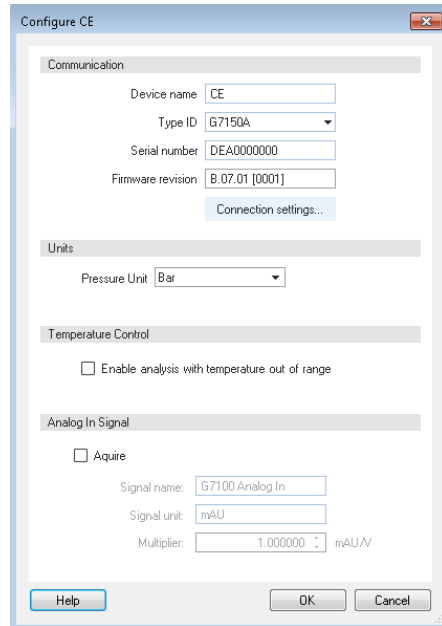 Configure CE
Communication
Device name CE
Type ID G7150A
Serial number DEA0000000
Firmware revision B.07.01 [0001]
Connection settings...
Units
Pressure Unit Bar
Temperature Control
Enable analysis with temperature out of range
Analog In Signal
Aquire
Signal name: G7100 Analog In
Signal unit: mAU
Multiplier: 1.000000 mAU/V
Help OK Cancel